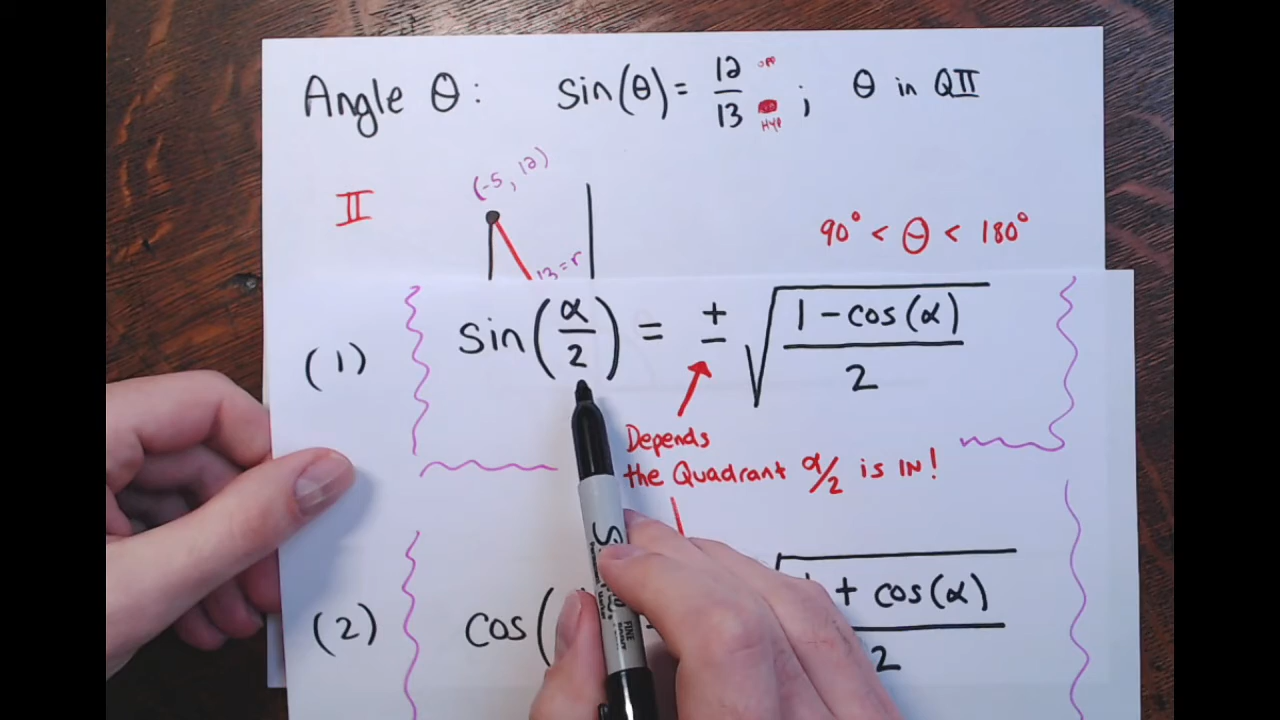 Angle θ: sin(θ) = 12/13 OPP HYP ; θ in QII
(-5, 12)
II
90° < θ < 180°
13 = r
(1) sin(α/2) = ± √((1 - cos(α))/2)
Depends
the Quadrant α/2 is IN!
(2) cos( + cos(α)
2
FINE